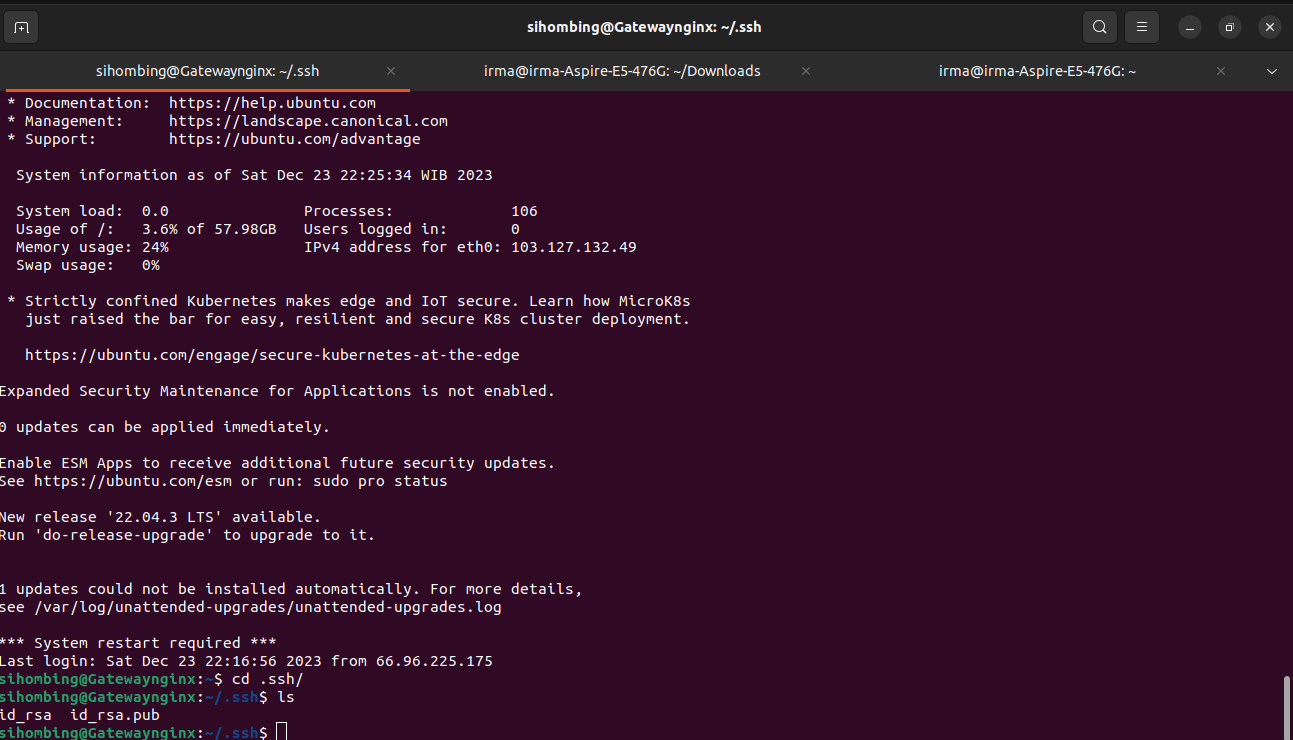 sihombing@Gatewaynginx: ~/.ssh
sihombing@Gatewaynginx: ~/.ssh
irma@irma-Aspire-E5-476G: ~/Downloads
irma@irma-Aspire-E5-476G: ~
* Documentation:  https://help.ubuntu.com
* Management:     https://landscape.canonical.com
* Support:        https://ubuntu.com/advantage
System information as of Sat Dec 23 22:25:34 WIB 2023
System load:  0.0               Processes:             106
Usage of /:   3.6% of 57.98GB   Users logged in:       0
Memory usage: 24%               IPv4 address for eth0: 103.127.132.49
Swap usage:   0%
* Strictly confined Kubernetes makes edge and IoT secure. Learn how MicroK8s
just raised the bar for easy, resilient and secure K8s cluster deployment.
https://ubuntu.com/engage/secure-kubernetes-at-the-edge
Expanded Security Maintenance for Applications is not enabled.
0 updates can be applied immediately.
Enable ESM Apps to receive additional future security updates.
See https://ubuntu.com/esm or run: sudo pro status
New release '22.04.3 LTS' available.
Run 'do-release-upgrade' to upgrade to it.
1 updates could not be installed automatically. For more details,
see /var/log/unattended-upgrades/unattended-upgrades.log
*** System restart required ***
Last login: Sat Dec 23 22:16:56 2023 from 66.96.225.175
sihombing@Gatewaynginx:~$ cd .ssh/
sihombing@Gatewaynginx:~/.ssh$ ls
id_rsa  id_rsa.pub
sihombing@Gatewaynginx:~/.ssh$